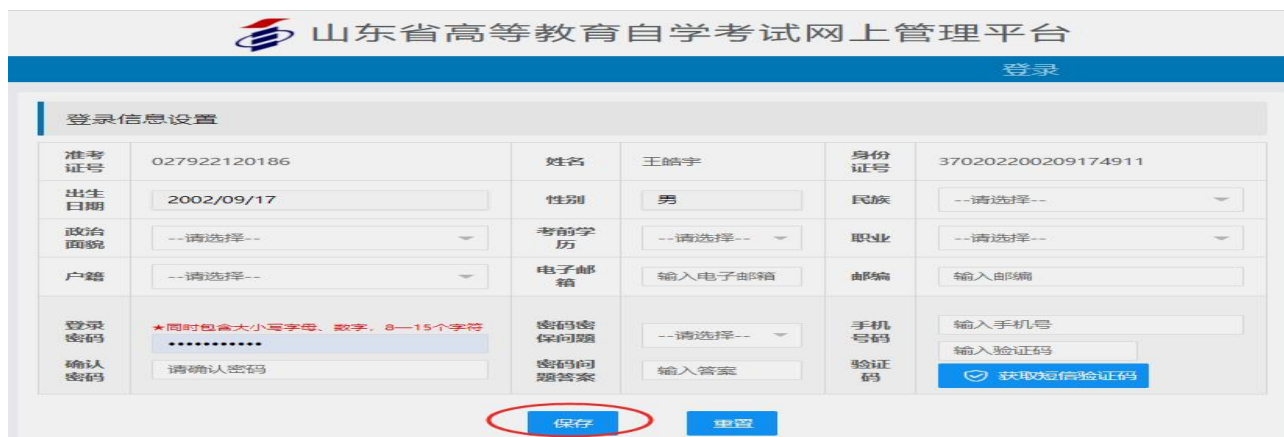 山东省高等教育自学考试网上管理平台
登录
登录信息设置
准考证号 027922120186 姓名 王皓宇 身份证号 370202200209174911
出生日期 2002/09/17 性别 男 民族 --请选择--
政治面貌 --请选择-- 考前学历 --请选择-- 职业 --请选择--
户籍 --请选择-- 电子邮箱 输入电子邮箱 邮编 输入邮编
登录密码 ★同时包含大小写字母、数字，8—15个字符 密码密保问题 --请选择-- 手机号码 输入手机号
确认密码 请确认密码 密码问题答案 输入答案 验证码 输入验证码
获取短信验证码
保存 重置